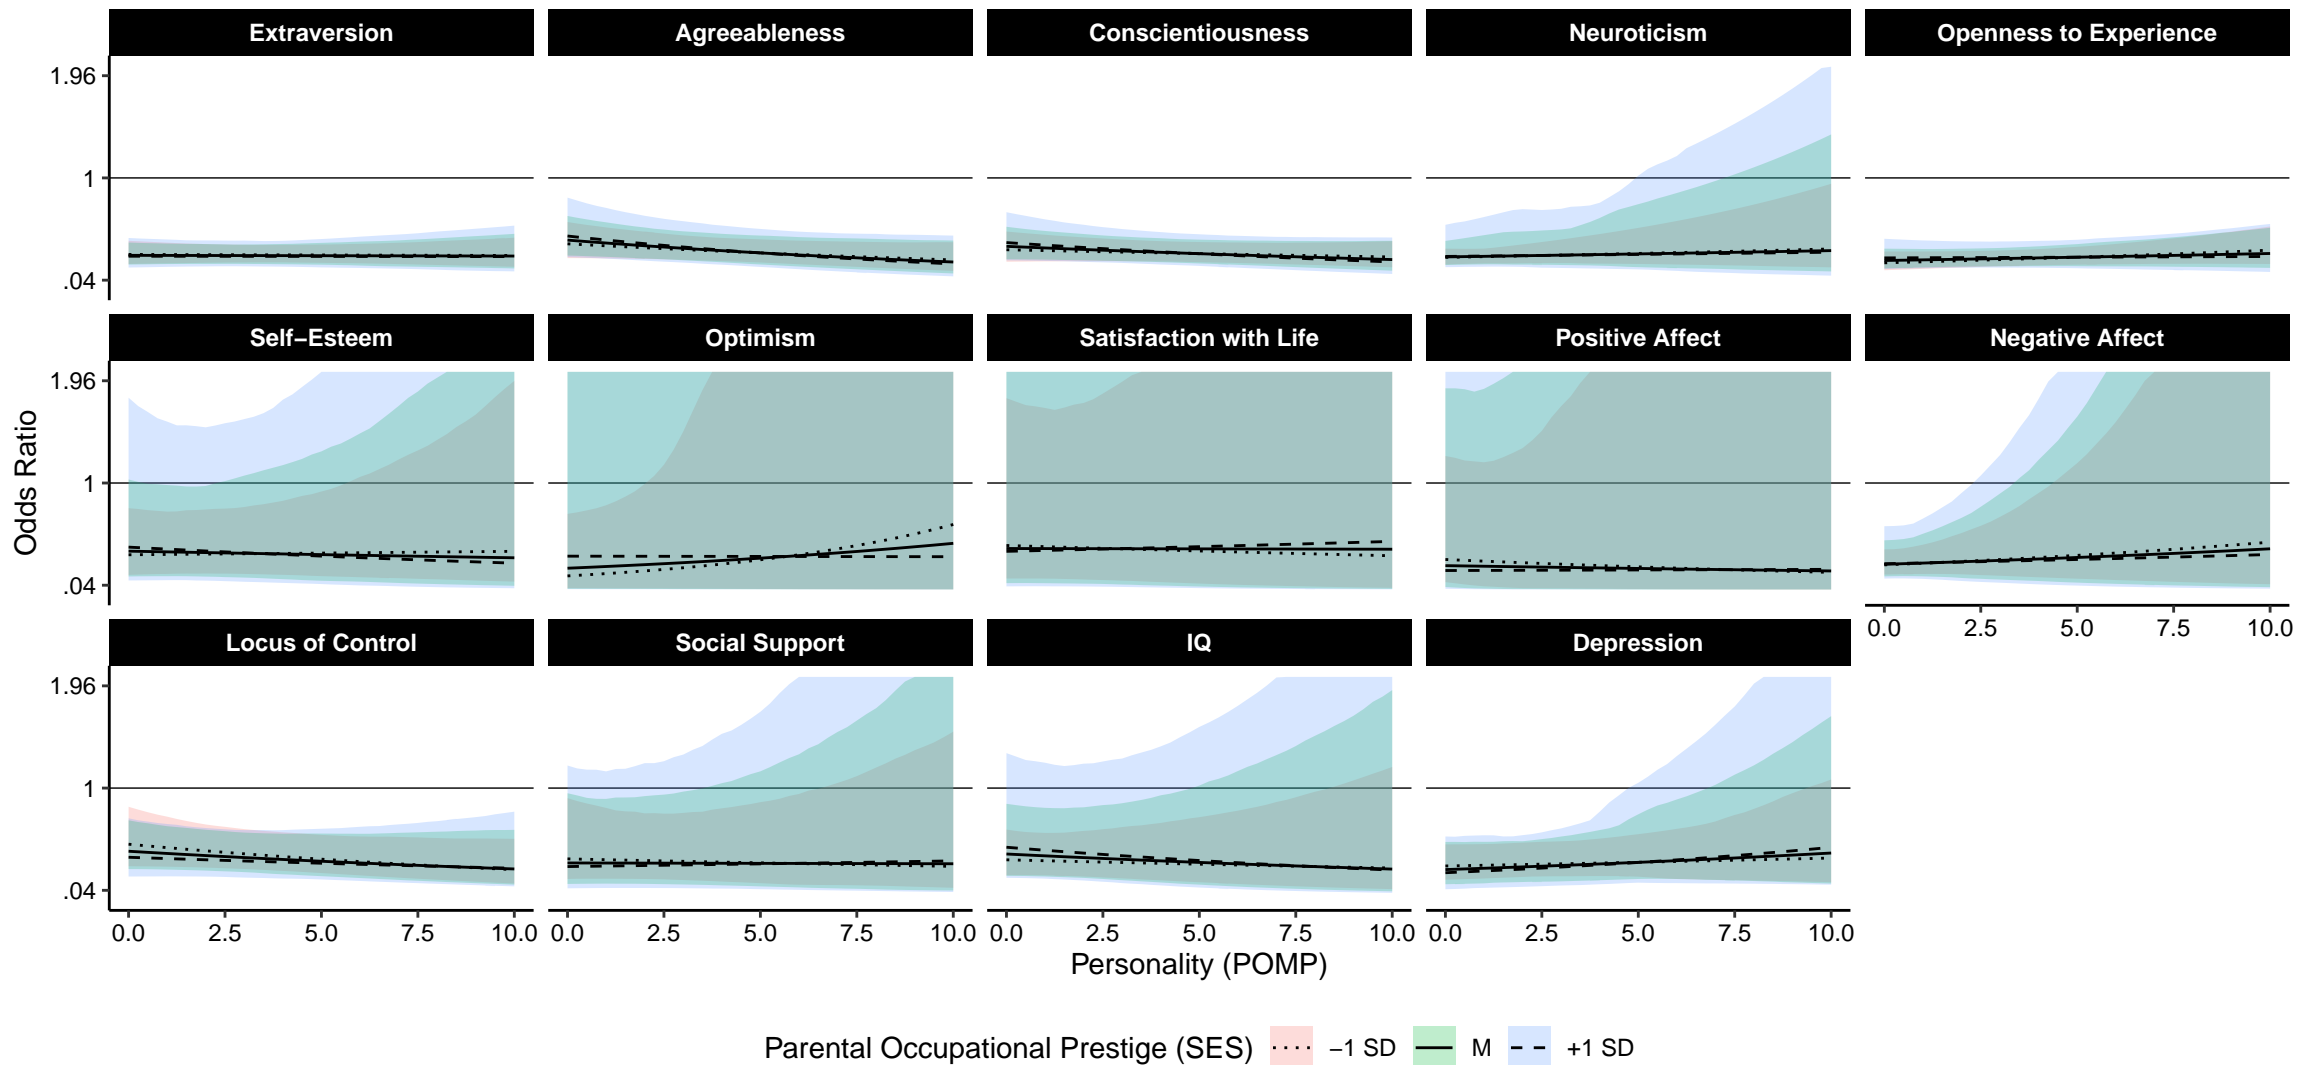 Extraversion
Agreeableness
Conscientiousness
Neuroticism
Openness to Experience
1.96
1
.04
Self−Esteem
Optimism
Satisfaction with Life
Positive Affect
Negative Affect
1.96
1
.04
0.0 2.5 5.0 7.5 10.0
Odds Ratio
Locus of Control
Social Support
IQ
Depression
1.96
1
.04
0.0 2.5 5.0 7.5 10.0
0.0 2.5 5.0 7.5 10.0
0.0 2.5 5.0 7.5 10.0
0.0 2.5 5.0 7.5 10.0
Personality (POMP)
Parental Occupational Prestige (SES) −1 SD M +1 SD